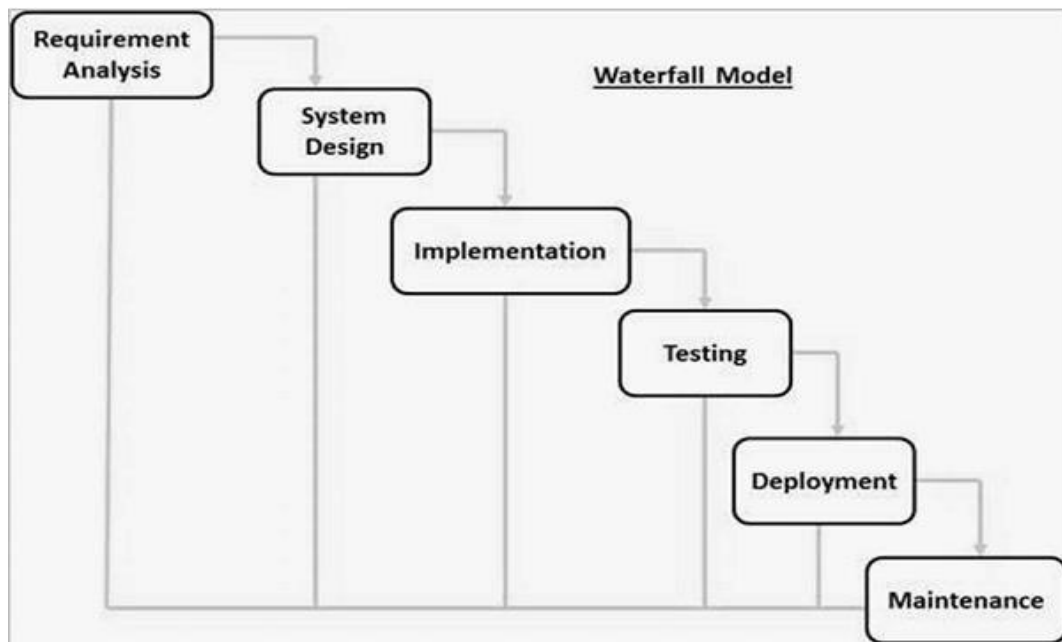 Requirement
Analysis
Waterfall Model
System
Design
Implementation
Testing
Deployment
Maintenance